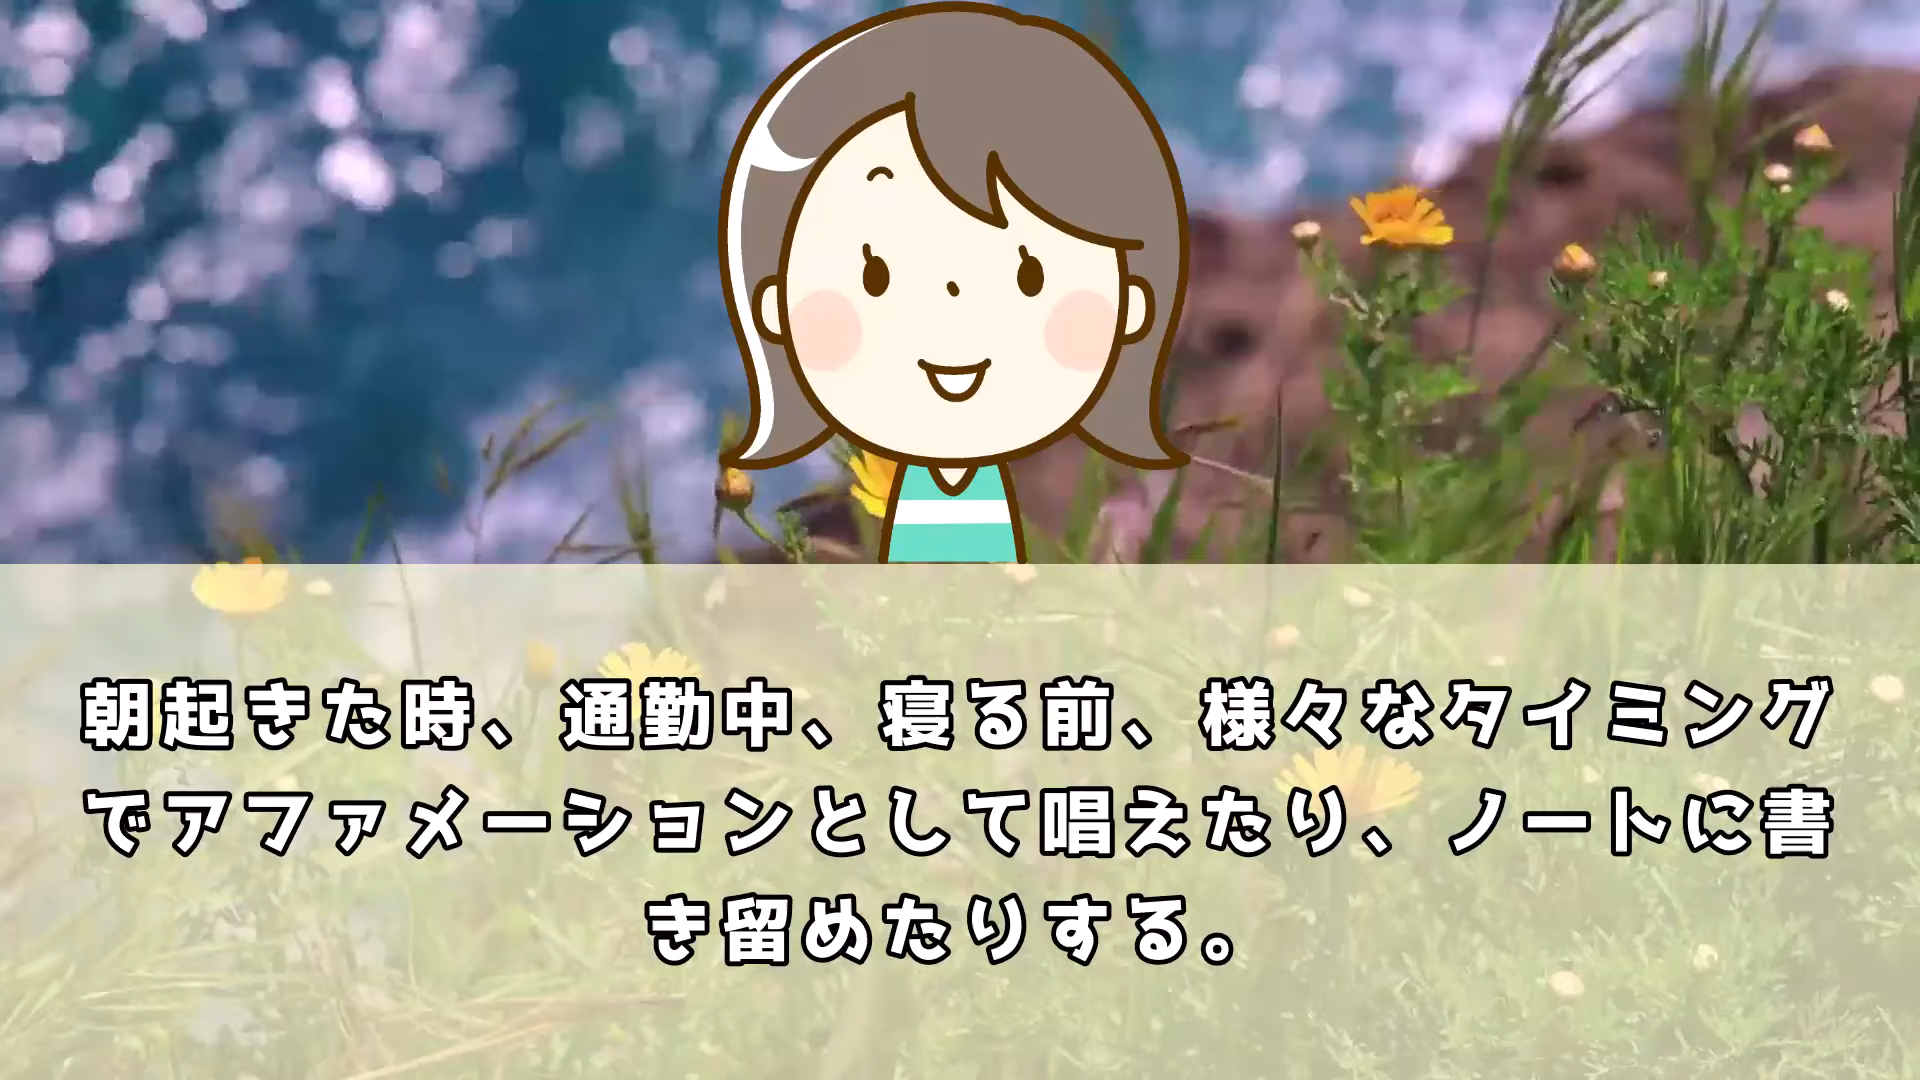 朝起きた時、通勤中、寝る前、様々なタイミング
でアファメーションとして唱えたり、ノートに書
き留めたりする。